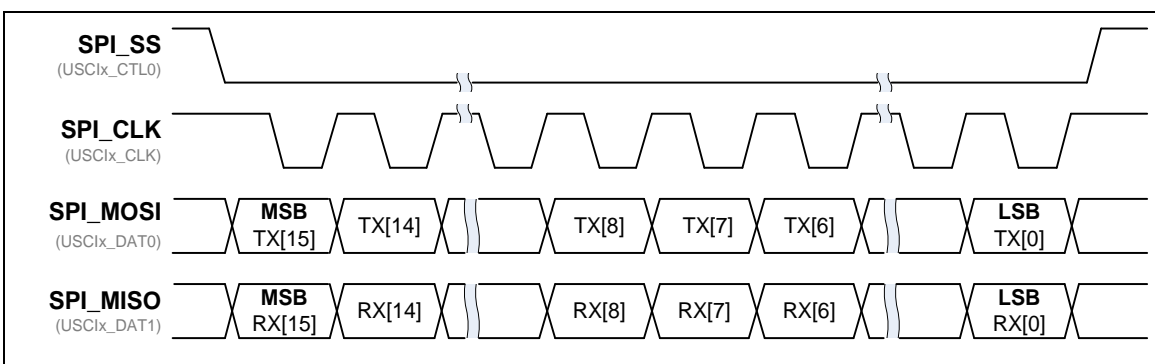 SPI_SS
(USCIx_CTL0)
SPI_CLK
(USCIx_CLK)
SPI_MOSI
(USCIx_DAT0)
MSB
TX[15]
TX[14]
TX[8]
TX[7]
TX[6]
LSB
TX[0]
SPI_MISO
(USCIx_DAT1)
MSB
RX[15]
RX[14]
RX[8]
RX[7]
RX[6]
LSB
RX[0]